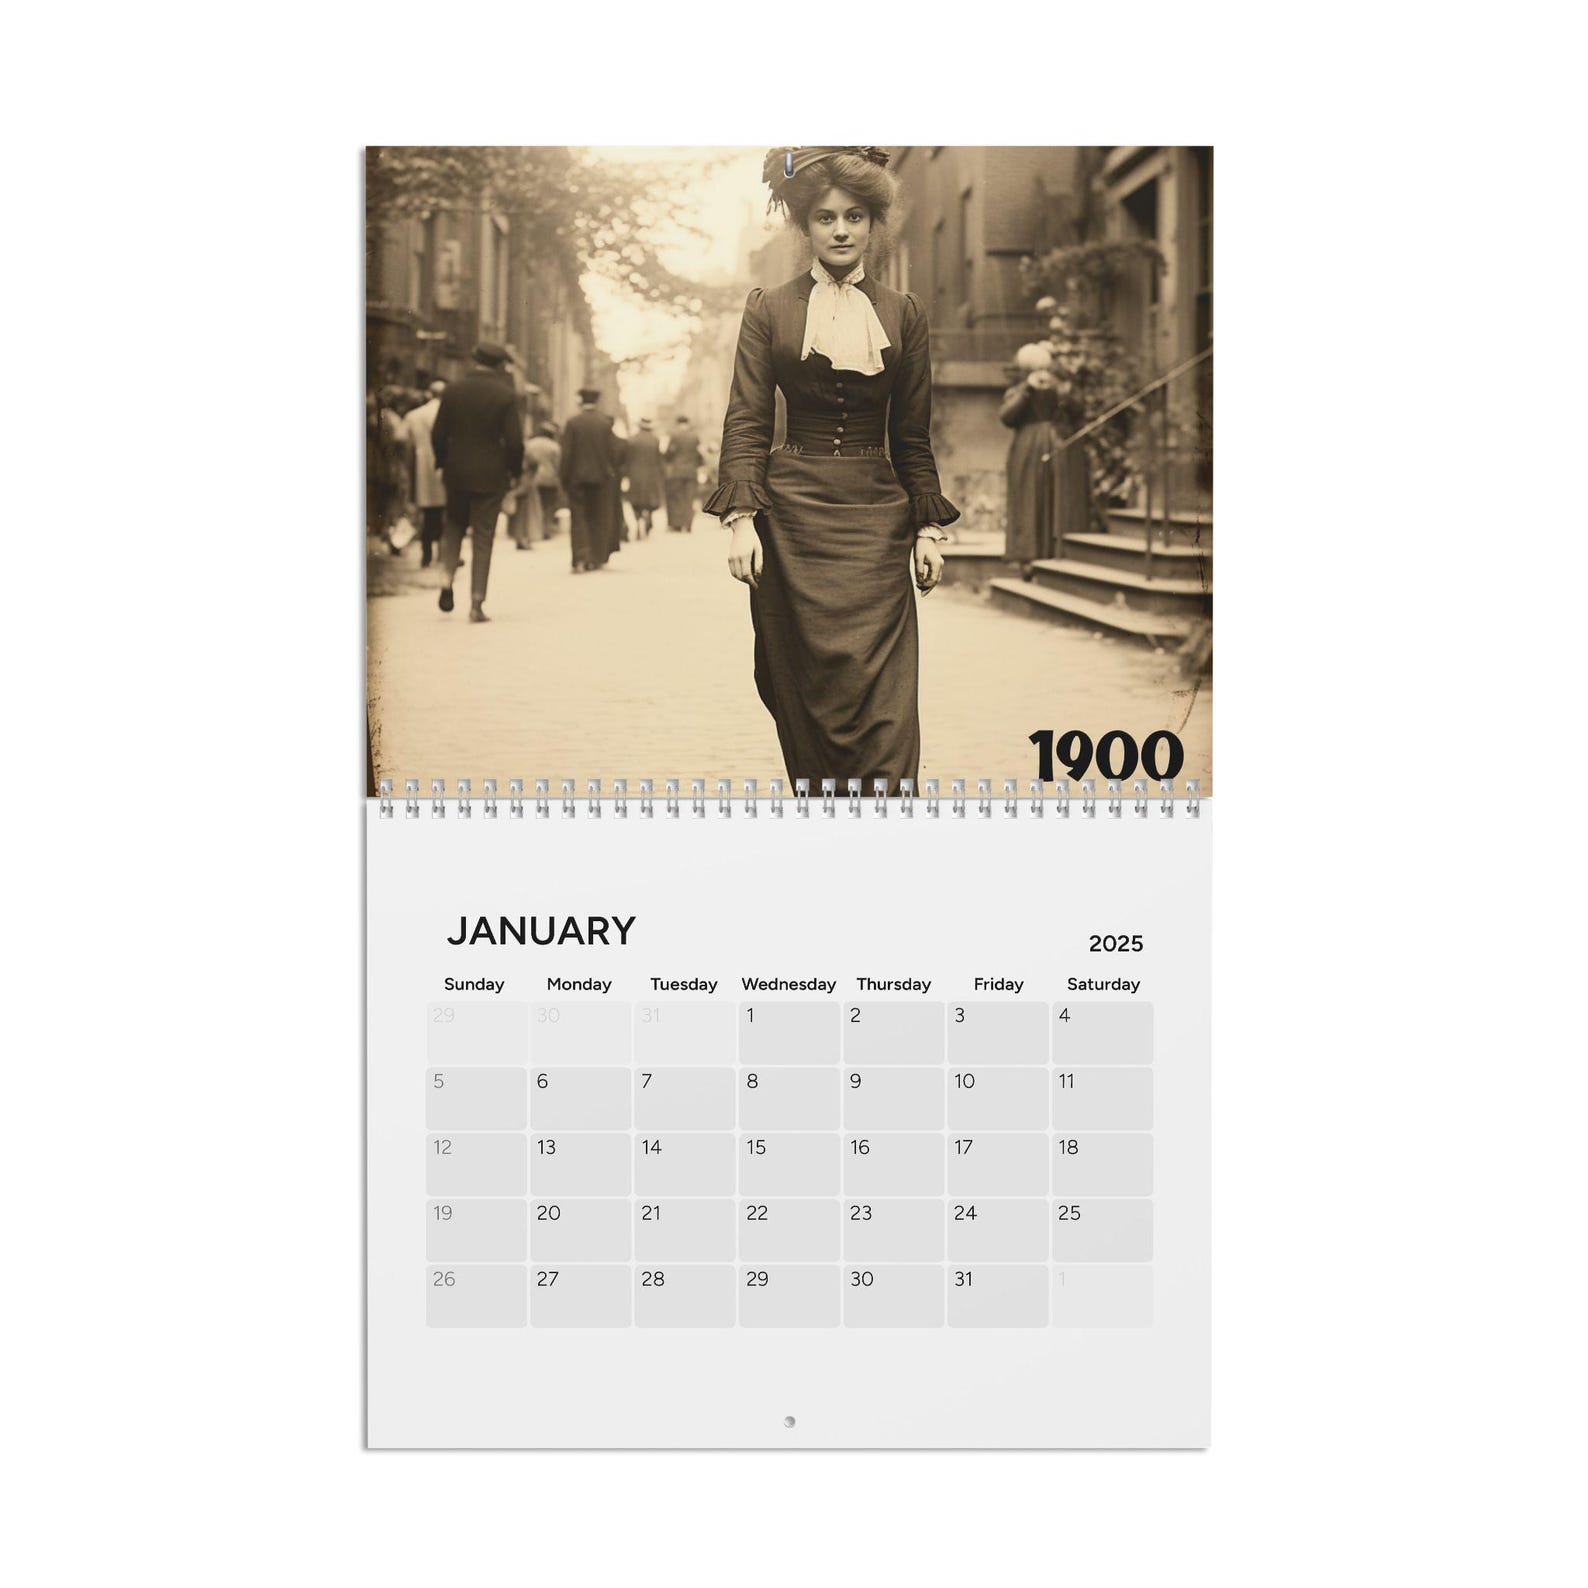 1900
JANUARY
2025
Sunday Monday Tuesday Wednesday Thursday Friday Saturday
29 30 31 1 2 3 4
5 6 7 8 9 10 11
12 13 14 15 16 17 18
19 20 21 22 23 24 25
26 27 28 29 30 31 1